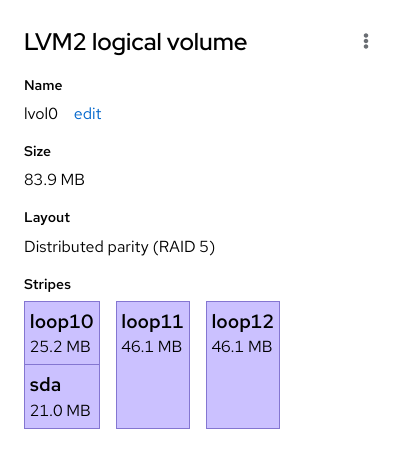 LVM2 logical volume
Name
lvol0 edit
Size
83.9 MB
Layout
Distributed parity (RAID 5)
Stripes
loop10
25.2 MB
sda
21.0 MB
loop11
46.1 MB
loop12
46.1 MB